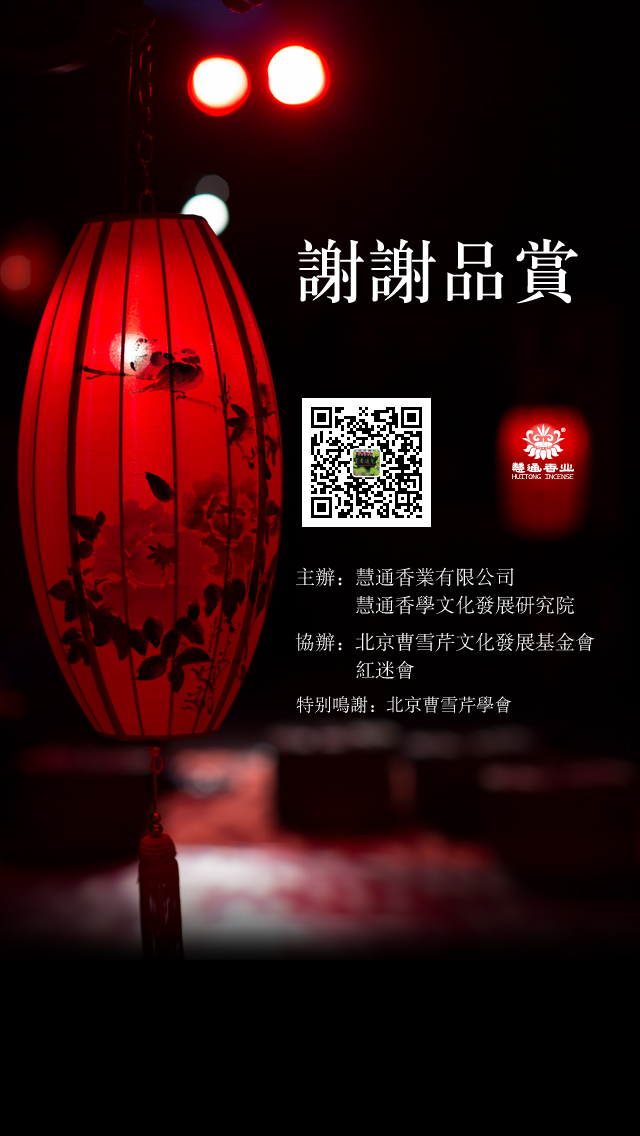 謝謝品賞
®
慧通香业
HUITONG INCENSE
主辦：慧通香業有限公司
慧通香學文化發展研究院
協辦：北京曹雪芹文化發展基金會
紅迷會
特别鳴謝：北京曹雪芹學會